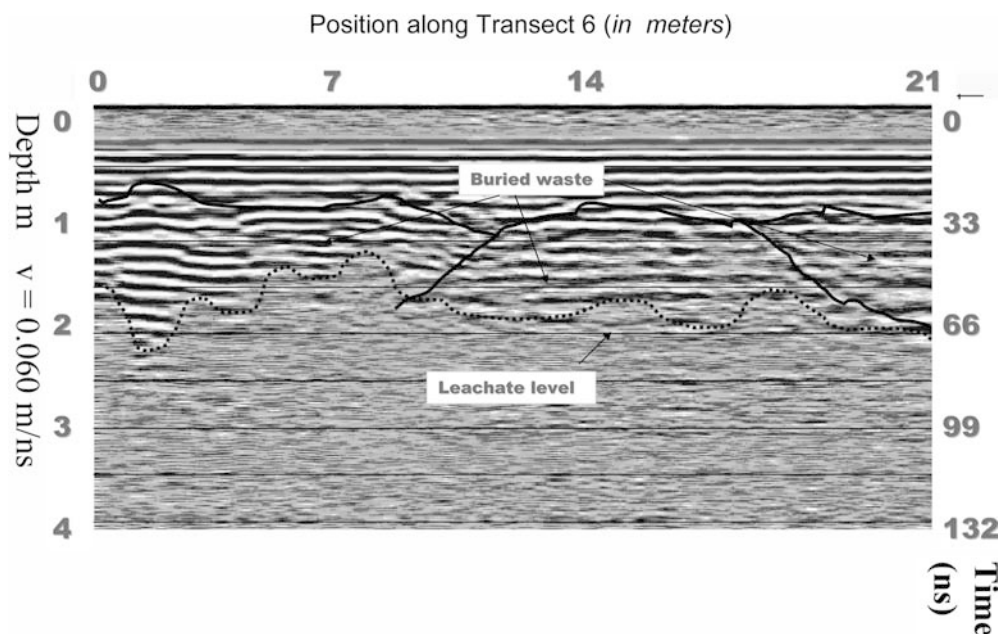 Position along Transect 6 (in meters)
0 7 14 21
Depth m v = 0.060 m/ns
0
1
2
3
4
Buried waste
Leachate level
0
33
66
99
132
Time
(ns)